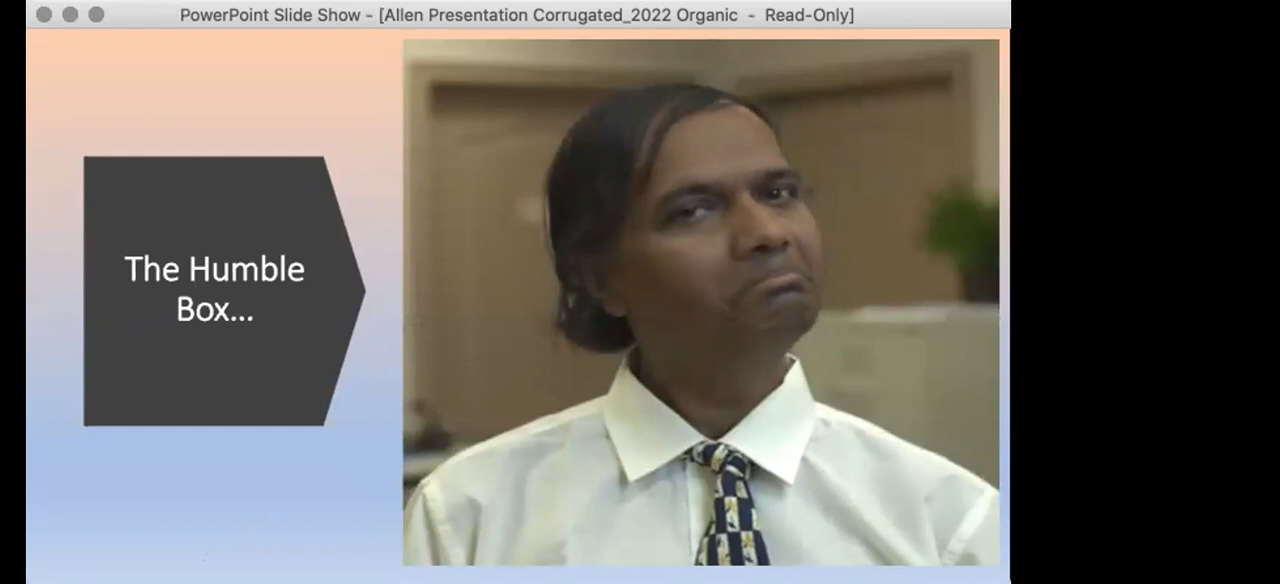 PowerPoint Slide Show - [Allen Presentation Corrugated_2022 Organic - Read-Only]
The Humble
Box...